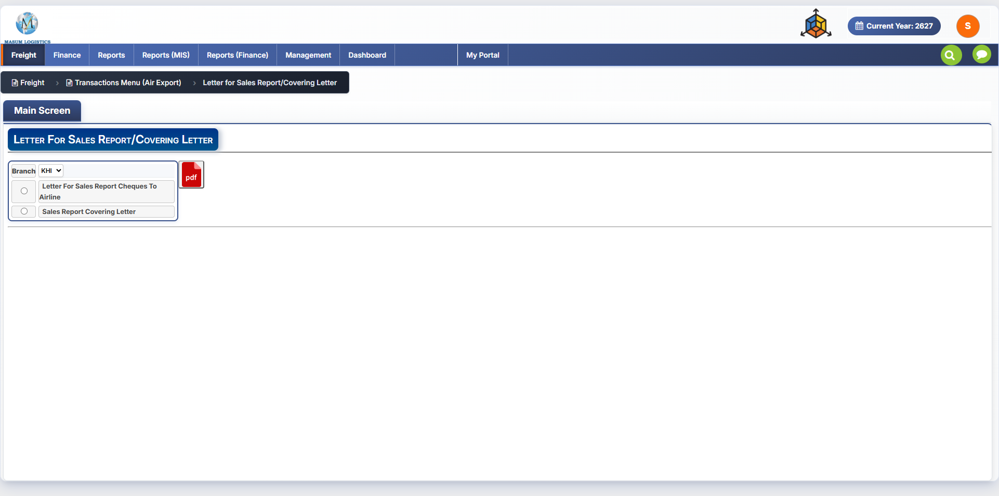 MASUM LOGISTICS
Current Year: 2627
S
Freight
Finance
Reports
Reports (MIS)
Reports (Finance)
Management
Dashboard
My Portal
Freight
Transactions Menu (Air Export)
Letter for Sales Report/Covering Letter
Main Screen
Letter For Sales Report/Covering Letter
Branch
KHI
pdf
Letter For Sales Report Cheques To
Airline
Sales Report Covering Letter